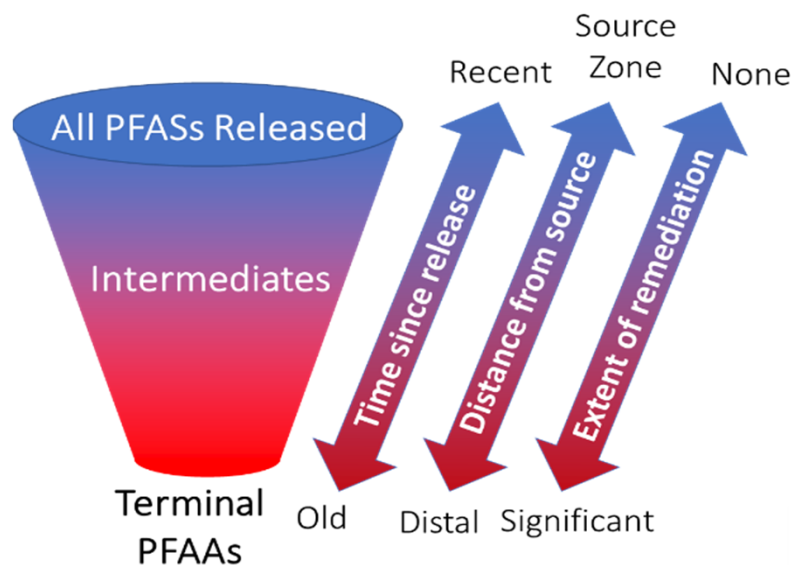 All PFASs Released
Intermediates
Terminal
PFAAs
Recent
Time since release
Old
Source
Zone
Distance from source
Distal
None
Extent of remediation
Significant